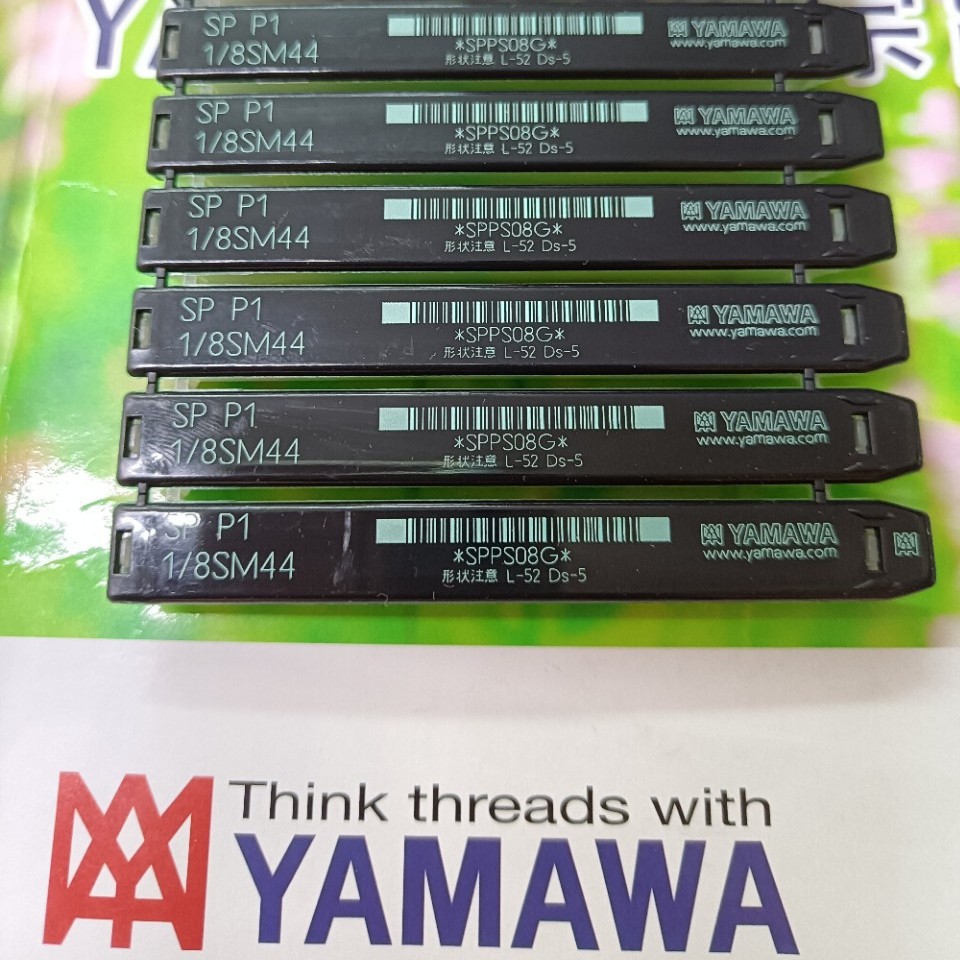 SP P1
1/8SM44
*SPPS08G*
形状注意 L-52 Ds-5
YAMAWA
www.yamawa.com
SP P1
1/8SM44
*SPPS08G*
形状注意 L-52 Ds-5
YAMAWA
www.yamawa.com
SP P1
1/8SM44
*SPPS08G*
形状注意 L-52 Ds-5
YAMAWA
www.yamawa.com
SP P1
1/8SM44
*SPPS08G*
形状注意 L-52 Ds-5
YAMAWA
www.yamawa.com
SP P1
1/8SM44
*SPPS08G*
形状注意 L-52 Ds-5
YAMAWA
www.yamawa.com
SP P1
1/8SM44
*SPPS08G*
形状注意 L-52 Ds-5
YAMAWA
www.yamawa.com
Think threads with
YAMAWA